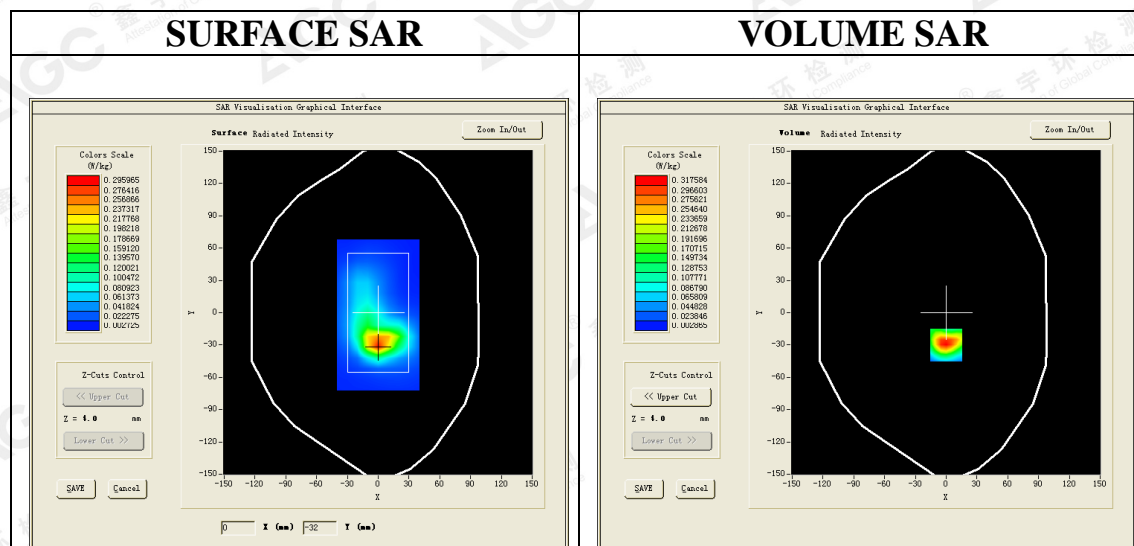 SURFACE SAR
VOLUME SAR
SAR Visualisation Graphical Interface
Surface Radiated Intensity
Zoom In/Out
Colors Scale
(W/kg)
0.295965
0.276416
0.256866
0.237317
0.217768
0.198218
0.178669
0.159120
0.139570
0.120021
0.100472
0.080923
0.061373
0.041824
0.022275
0.002725
Z-Cuts Control
<< Upper Cut
Z = 4.0 mm
Lower Cut >>
SAVE
Cancel
150
120
90
60
30
0
-30
-60
-90
-120
-150
Y
-150 -120 -90 -60 -30 0 30 60 90 120 150
X
0 X (mm) -32 Y (mm)
SAR Visualisation Graphical Interface
Volume Radiated Intensity
Zoom In/Out
Colors Scale
(W/kg)
0.317584
0.296603
0.275621
0.254640
0.233659
0.212678
0.191696
0.170715
0.149734
0.128753
0.107771
0.086790
0.065809
0.044828
0.023846
0.002865
Z-Cuts Control
<< Upper Cut
Z = 4.0 mm
Lower Cut >>
SAVE
Cancel
150
120
90
60
30
0
-30
-60
-90
-120
-150
Y
-150 -120 -90 -60 -30 0 30 60 90 120 150
X
AGC